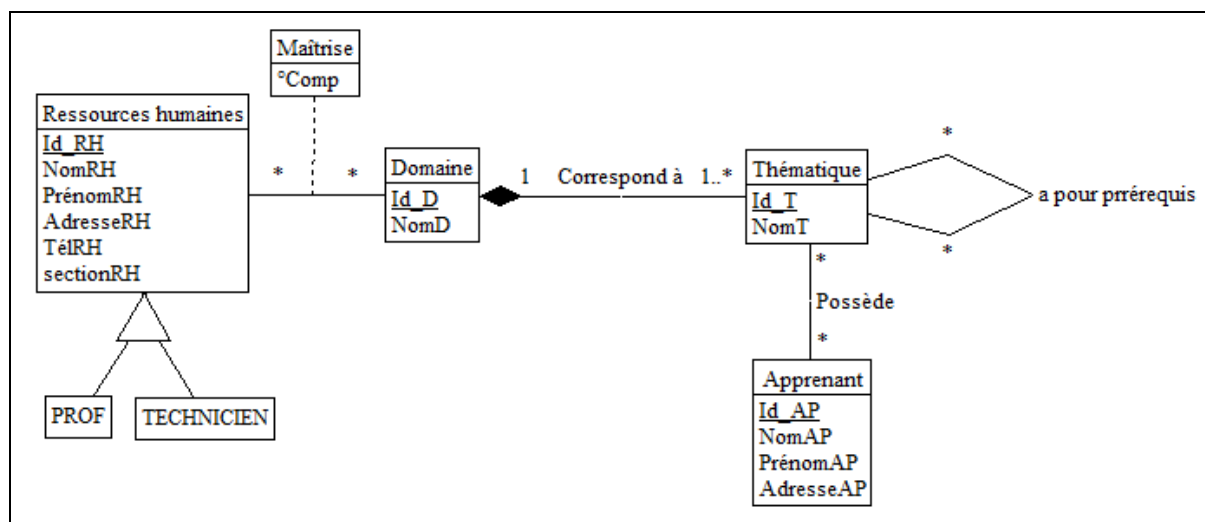 Maîtrise
°Comp
Ressources humaines
Id_RH
NomRH
PrénomRH
AdresseRH
TélRH
sectionRH
* *
Domaine
Id_D
NomD
1 Correspond à 1..*
Thématique
Id_T
NomT
*
a pour prrérequis
*
*
Possède
*
PROF
TECHNICIEN
Apprenant
Id_AP
NomAP
PrénomAP
AdresseAP